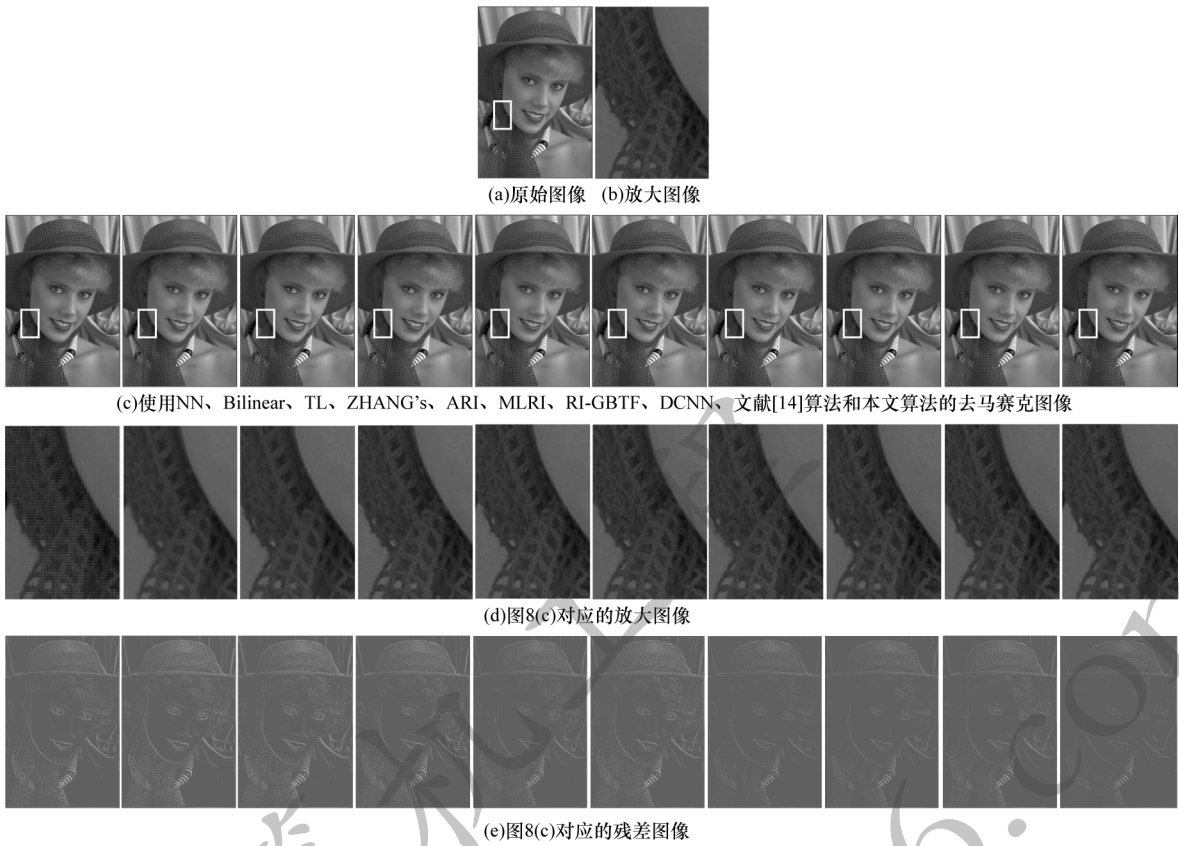 (a)原始图像 (b)放大图像
(c)使用NN、Bilinear、TL、ZHANG's、ARI、MLRI、RI-GBTF、DCNN、文献[14]算法和本文算法的去马赛克图像
(d)图8(c)对应的放大图像
(e)图8(c)对应的残差图像